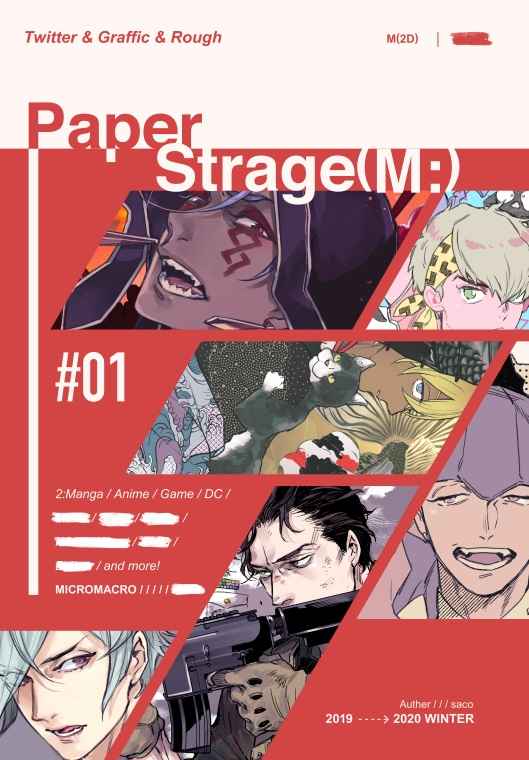 Twitter & Graffic & Rough
M(2D) |
Paper
Strage(M:)
#01
2:Manga / Anime / Game / DC /
/ / /
/ /
/ and more!
MICROMACRO / / / / /
Auther / / / saco
2019 ----> 2020 WINTER